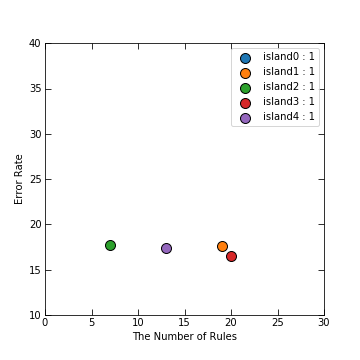 40
35
30
25
20
15
10
Error Rate
0 5 10 15 20 25 30
The Number of Rules
island0 : 1
island1 : 1
island2 : 1
island3 : 1
island4 : 1